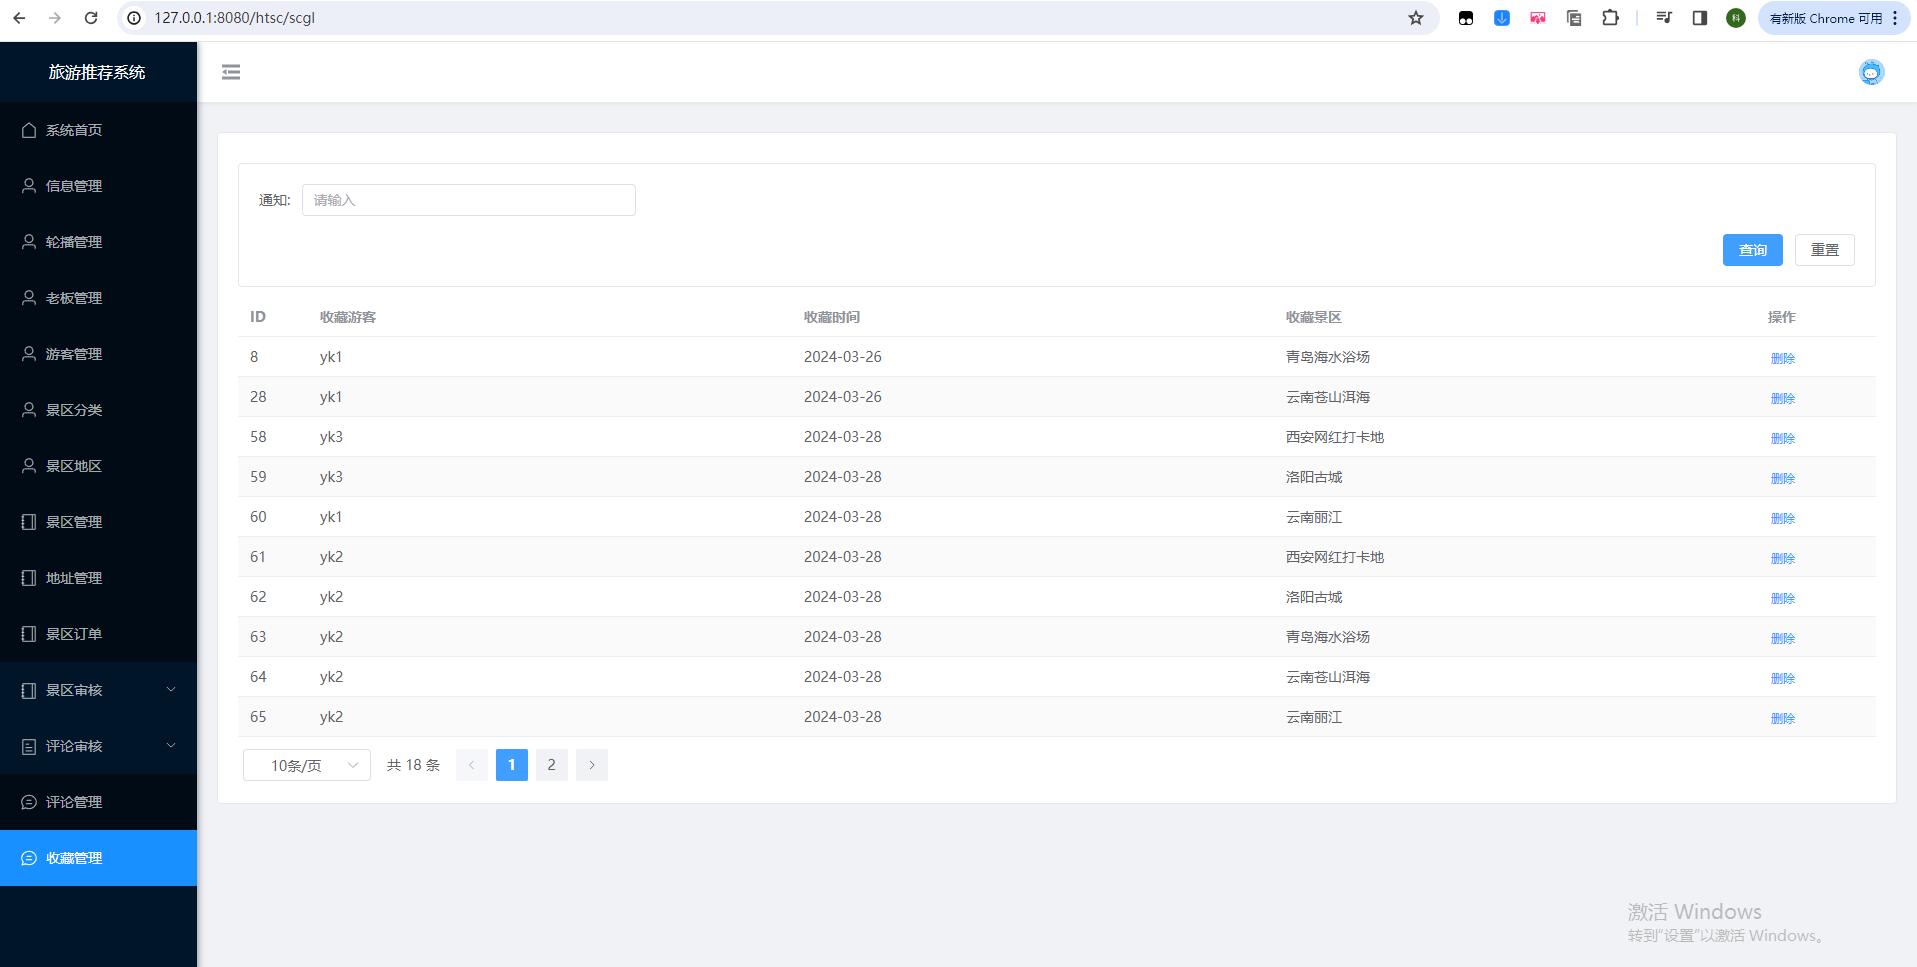 127.0.0.1:8080/htsc/scgl
科
有新版 Chrome 可用
旅游推荐系统
系统首页
信息管理
轮播管理
老板管理
游客管理
景区分类
景区地区
景区管理
地址管理
景区订单
景区审核
评论审核
评论管理
收藏管理
通知: 请输入
查询 重置
ID 收藏游客 收藏时间 收藏景区 操作
8 yk1 2024-03-26 青岛海水浴场 删除
28 yk1 2024-03-26 云南苍山洱海 删除
58 yk3 2024-03-28 西安网红打卡地 删除
59 yk3 2024-03-28 洛阳古城 删除
60 yk1 2024-03-28 云南丽江 删除
61 yk2 2024-03-28 西安网红打卡地 删除
62 yk2 2024-03-28 洛阳古城 删除
63 yk2 2024-03-28 青岛海水浴场 删除
64 yk2 2024-03-28 云南苍山洱海 删除
65 yk2 2024-03-28 云南丽江 删除
10条/页 共 18 条 1 2
激活 Windows
转到“设置”以激活 Windows。